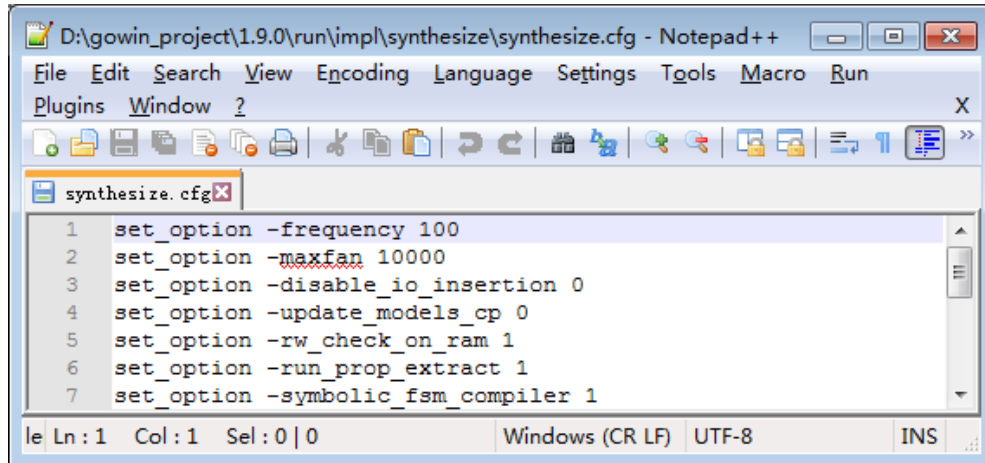 D:\gowin_project\1.9.0\run\impl\synthesize\synthesize.cfg - Notepad++
File Edit Search View Encoding Language Settings Tools Macro Run
Plugins Window ? X
synthesize.cfg
1 set_option -frequency 100
2 set_option -maxfan 10000
3 set_option -disable_io_insertion 0
4 set_option -update_models_cp 0
5 set_option -rw_check_on_ram 1
6 set_option -run_prop_extract 1
7 set_option -symbolic_fsm_compiler 1
le Ln : 1 Col : 1 Sel : 0 | 0 Windows (CR LF) UTF-8 INS